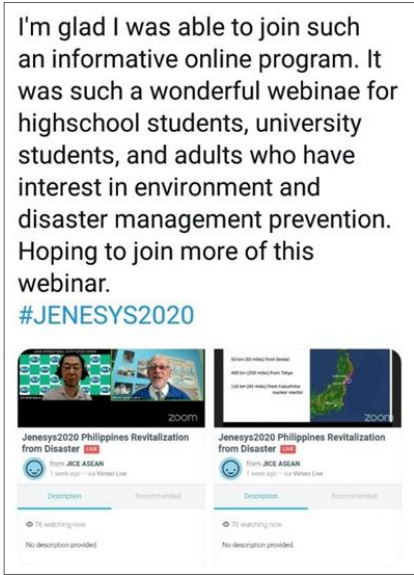 I'm glad I was able to join such
an informative online program. It
was such a wonderful webinae for
highschool students, university
students, and adults who have
interest in environment and
disaster management prevention.
Hoping to join more of this
webinar.
#JENESYS2020
zoom
50 km (30 miles) from Sendai
400 km (250 miles) from Tokyo
nuclear reactor
zoom
Jenesys2020 Philippines Revitalization
from Disaster LIVE
from JICE ASEAN
1 week ago - via Vimeo Live
Description Recommended
76 watching now
No description provided.
Jenesys2020 Philippines Revitalization
from Disaster LIVE
from JICE ASEAN
1 week ago - via Vimeo Live
Description Recommended
No description provided.